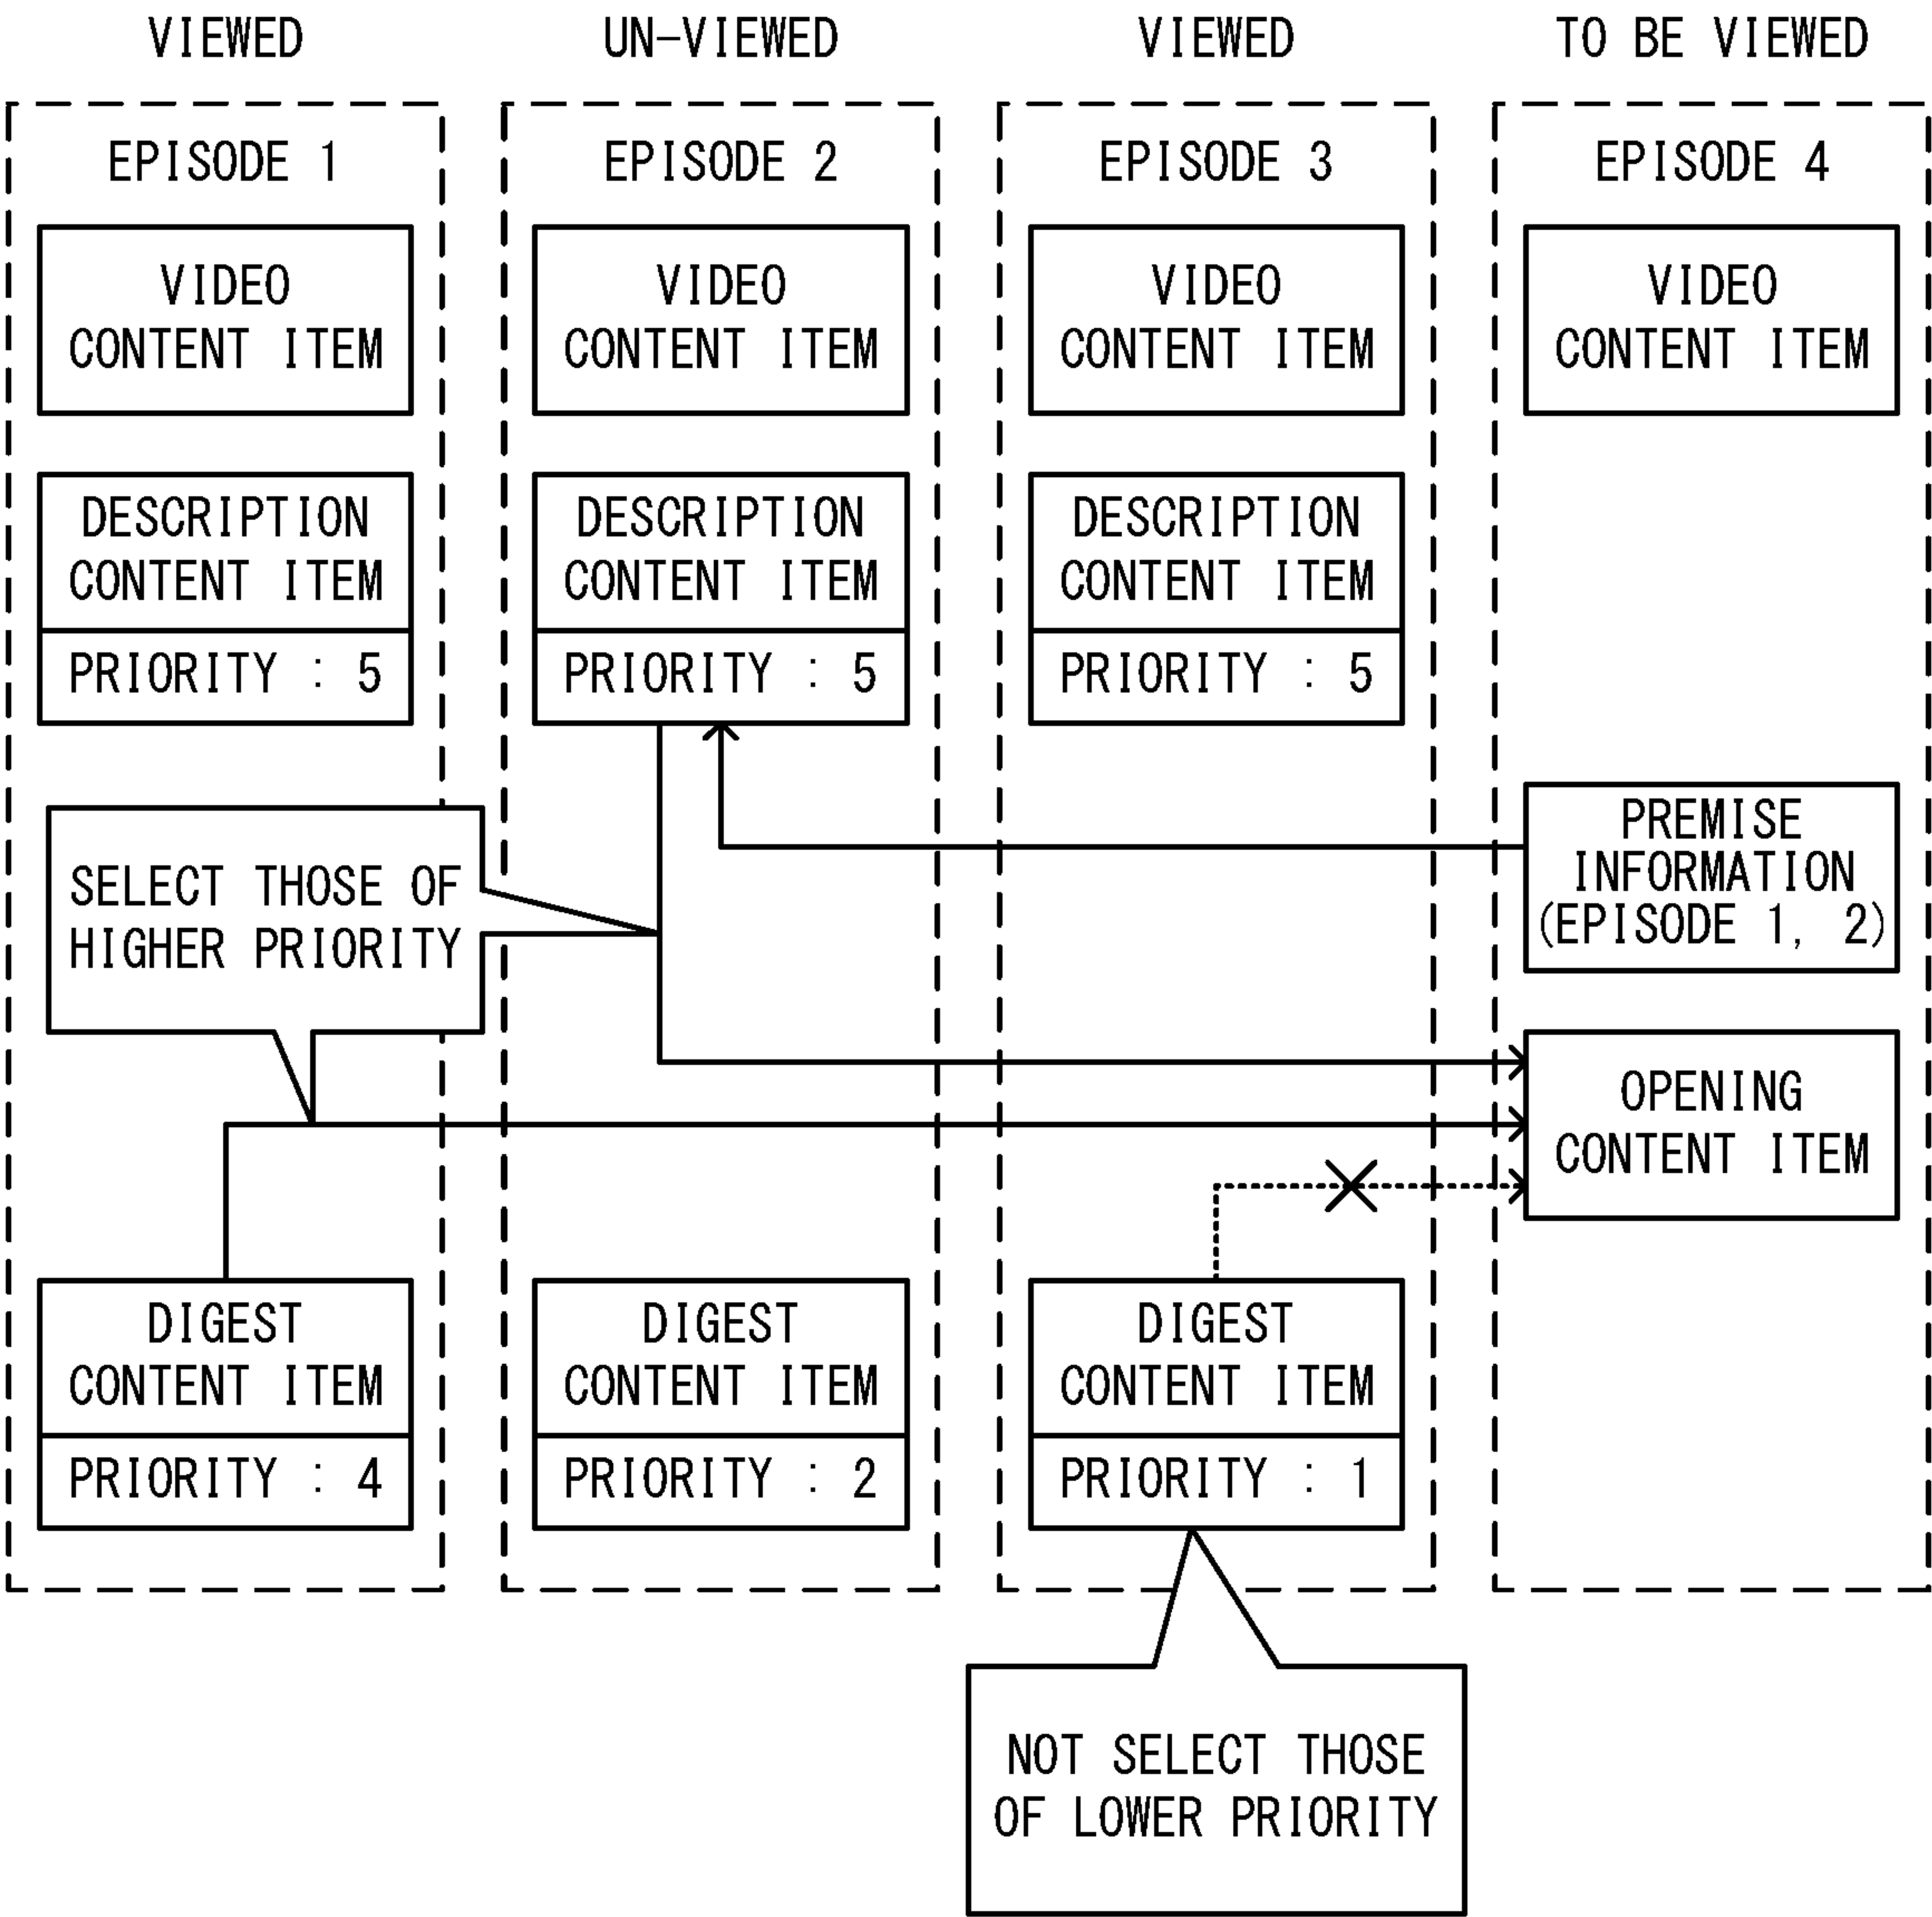 VIEWED
UN-VIEWED
VIEWED
TO BE VIEWED
EPISODE 1
EPISODE 2
EPISODE 3
EPISODE 4
VIDEO
CONTENT ITEM
VIDEO
CONTENT ITEM
VIDEO
CONTENT ITEM
VIDEO
CONTENT ITEM
DESCRIPTION
CONTENT ITEM
PRIORITY : 5
DESCRIPTION
CONTENT ITEM
PRIORITY : 5
DESCRIPTION
CONTENT ITEM
PRIORITY : 5
SELECT THOSE OF
HIGHER PRIORITY
PREMISE
INFORMATION
(EPISODE 1, 2)
OPENING
CONTENT ITEM
DIGEST
CONTENT ITEM
PRIORITY : 4
DIGEST
CONTENT ITEM
PRIORITY : 2
DIGEST
CONTENT ITEM
PRIORITY : 1
NOT SELECT THOSE
OF LOWER PRIORITY